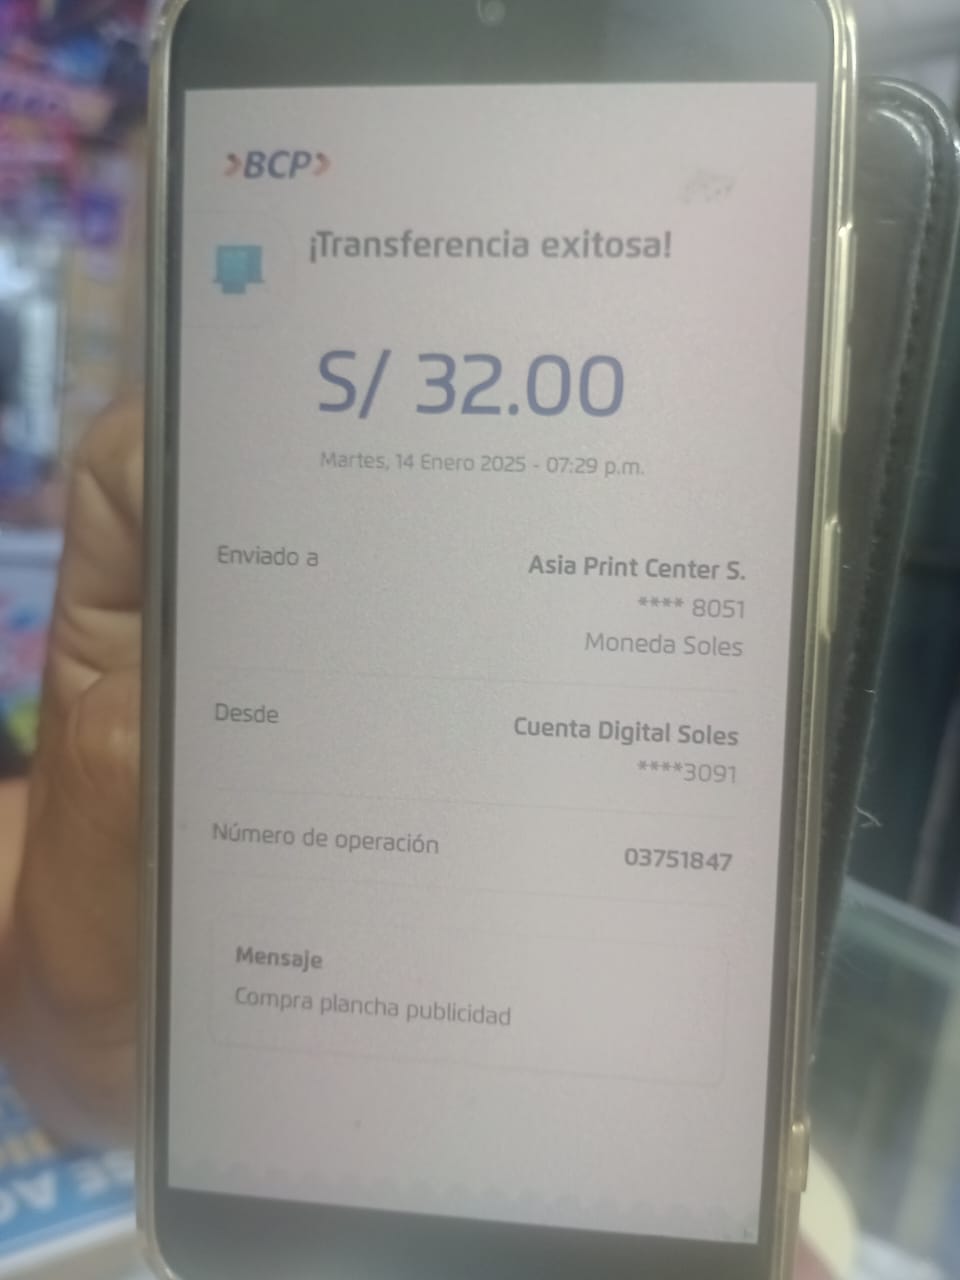 BCP
¡Transferencia exitosa!
S/ 32.00
Martes, 14 Enero 2025 - 07:29 p.m.
Enviado a
Asia Print Center S.
**** 8051
Moneda Soles
Desde
Cuenta Digital Soles
****3091
Número de operación
03751847
Mensaje
Compra plancha publicidad